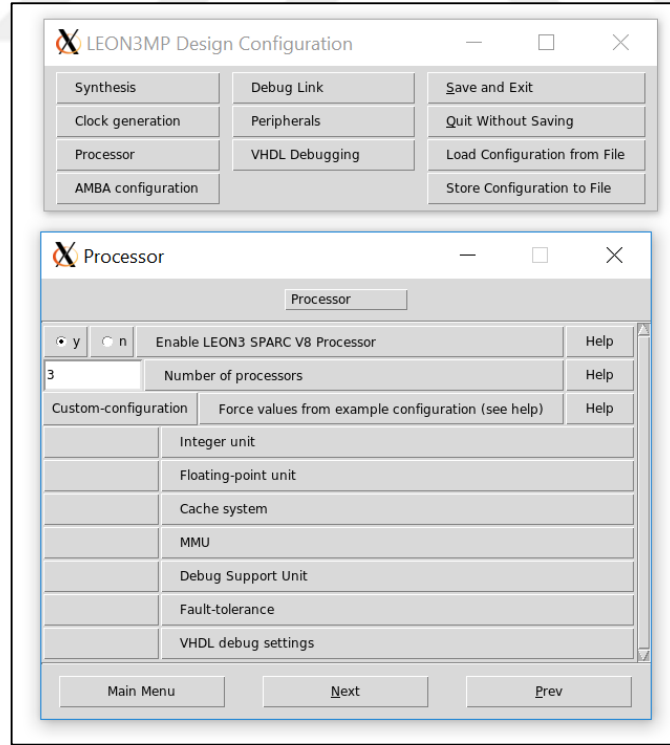 LEON3MP Design Configuration
Synthesis Debug Link Save and Exit
Clock generation Peripherals Quit Without Saving
Processor VHDL Debugging Load Configuration from File
AMBA configuration Store Configuration to File
Processor
Processor
y n Enable LEON3 SPARC V8 Processor Help
3 Number of processors Help
Custom-configuration Force values from example configuration (see help) Help
Integer unit
Floating-point unit
Cache system
MMU
Debug Support Unit
Fault-tolerance
VHDL debug settings
Main Menu Next Prev